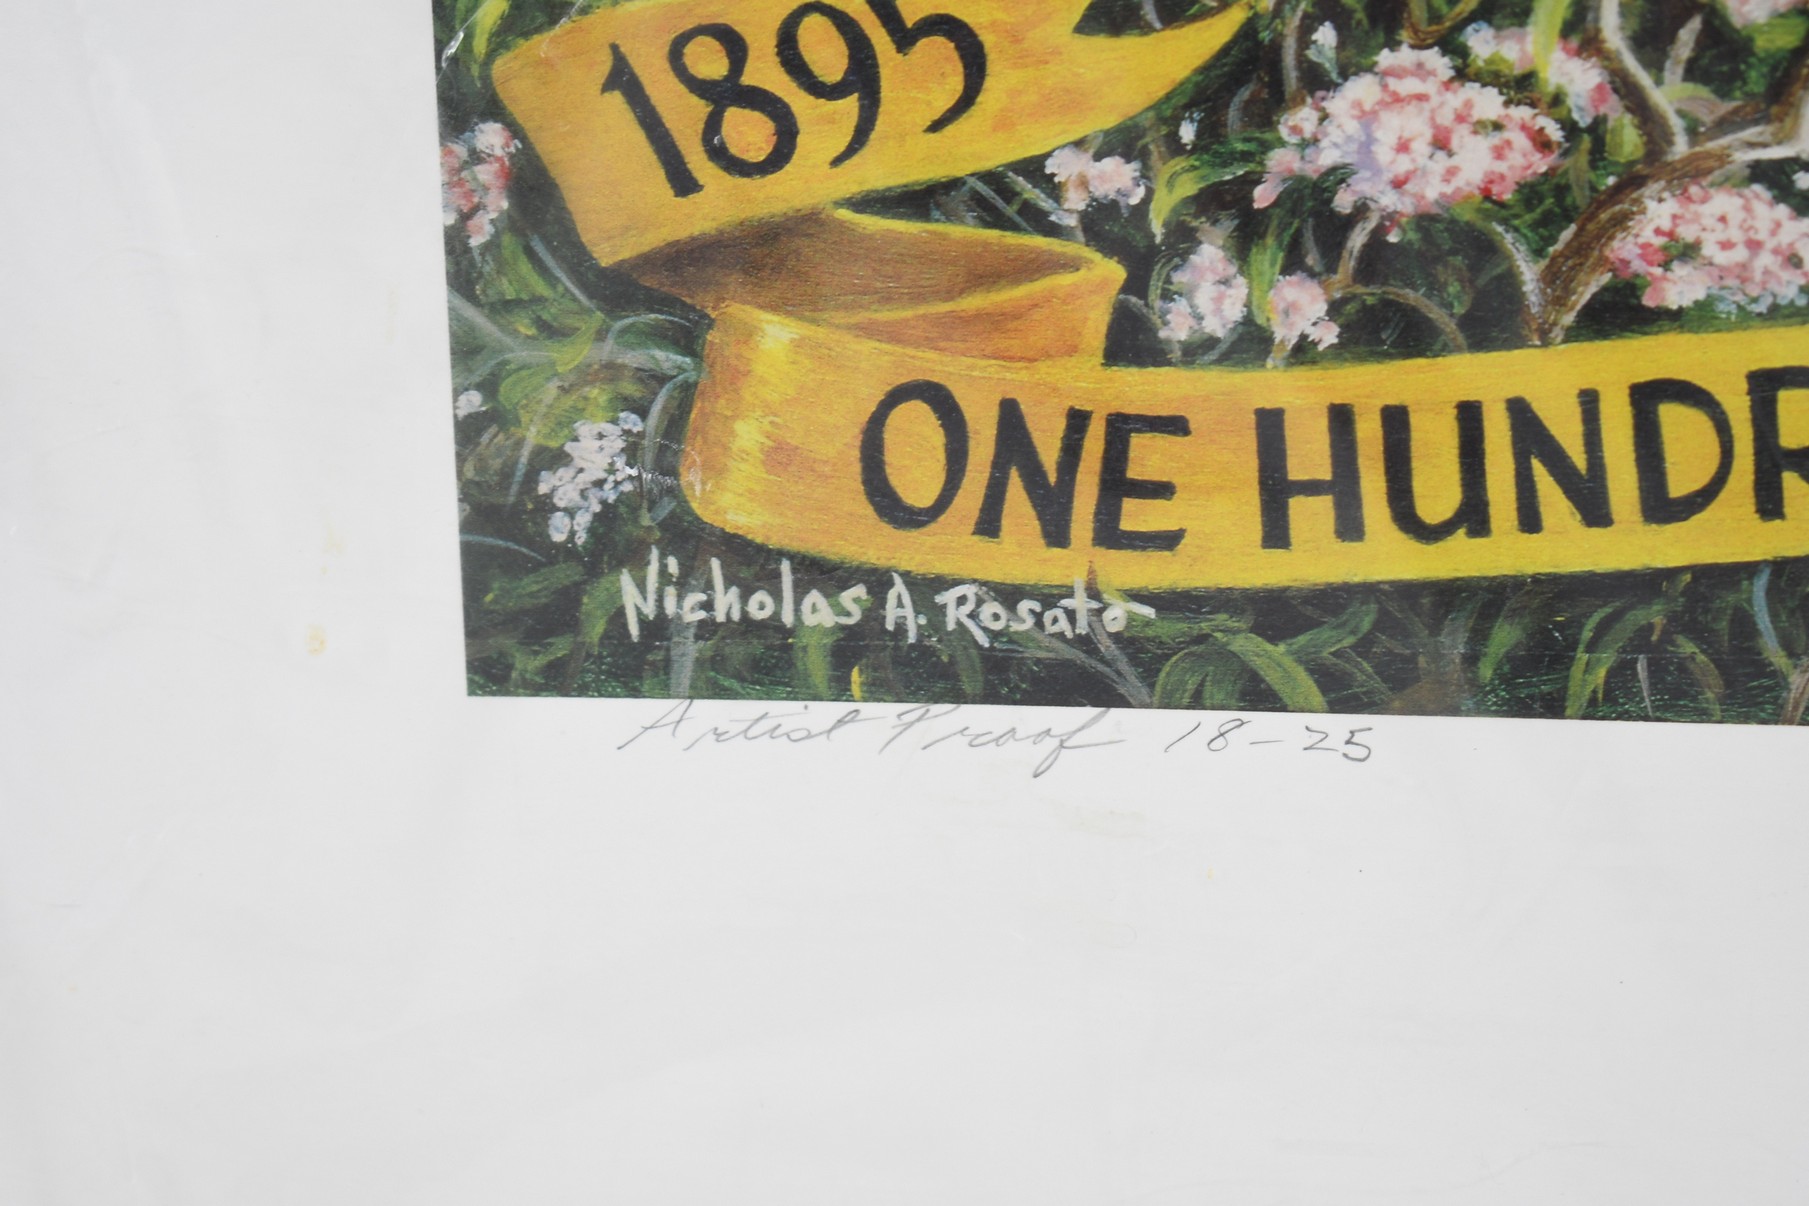 1895
ONE HUNDR
Nicholas A. Rosato
Artist Proof 18-25